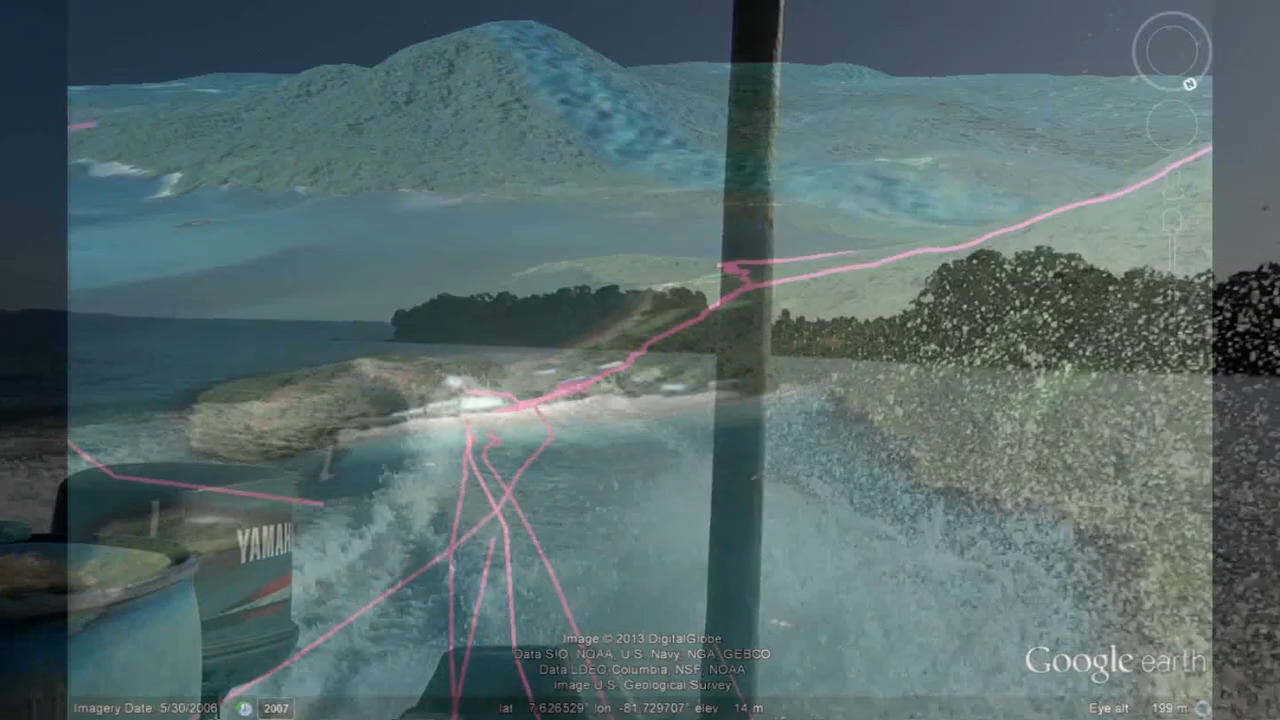 N
YAMAH
Image © 2013 DigitalGlobe
Data SIO, NOAA, U.S. Navy, NGA, GEBCO
Data LDEO-Columbia, NSF, NOAA
Image U.S. Geological Survey
Google earth
Imagery Date: 5/30/2006 2007 lat 7.626529° lon -81.729707° elev 14 m Eye alt 199 m